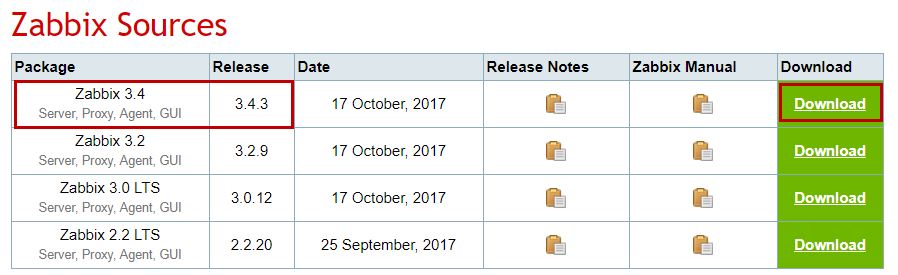 Zabbix Sources
Package Release Date Release Notes Zabbix Manual Download
Zabbix 3.4
Server, Proxy, Agent, GUI
3.4.3 17 October, 2017 Download
Zabbix 3.2
Server, Proxy, Agent, GUI
3.2.9 17 October, 2017 Download
Zabbix 3.0 LTS
Server, Proxy, Agent, GUI
3.0.12 17 October, 2017 Download
Zabbix 2.2 LTS
Server, Proxy, Agent, GUI
2.2.20 25 September, 2017 Download